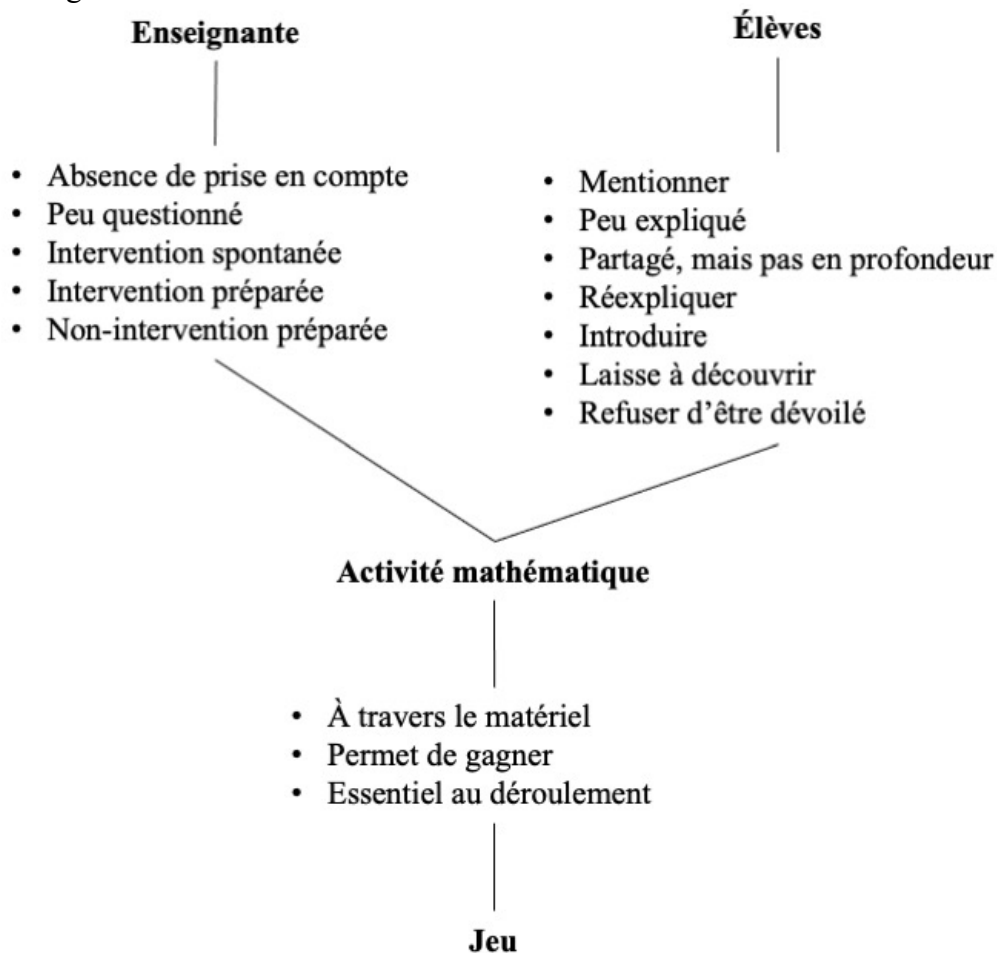 Enseignante
Élèves
• Absence de prise en compte
• Peu questionné
• Intervention spontanée
• Intervention préparée
• Non-intervention préparée
• Mentionner
• Peu expliqué
• Partagé, mais pas en profondeur
• Réexpliquer
• Introduire
• Laisse à découvrir
• Refuser d’être dévoilé
Activité mathématique
• À travers le matériel
• Permet de gagner
• Essentiel au déroulement
Jeu